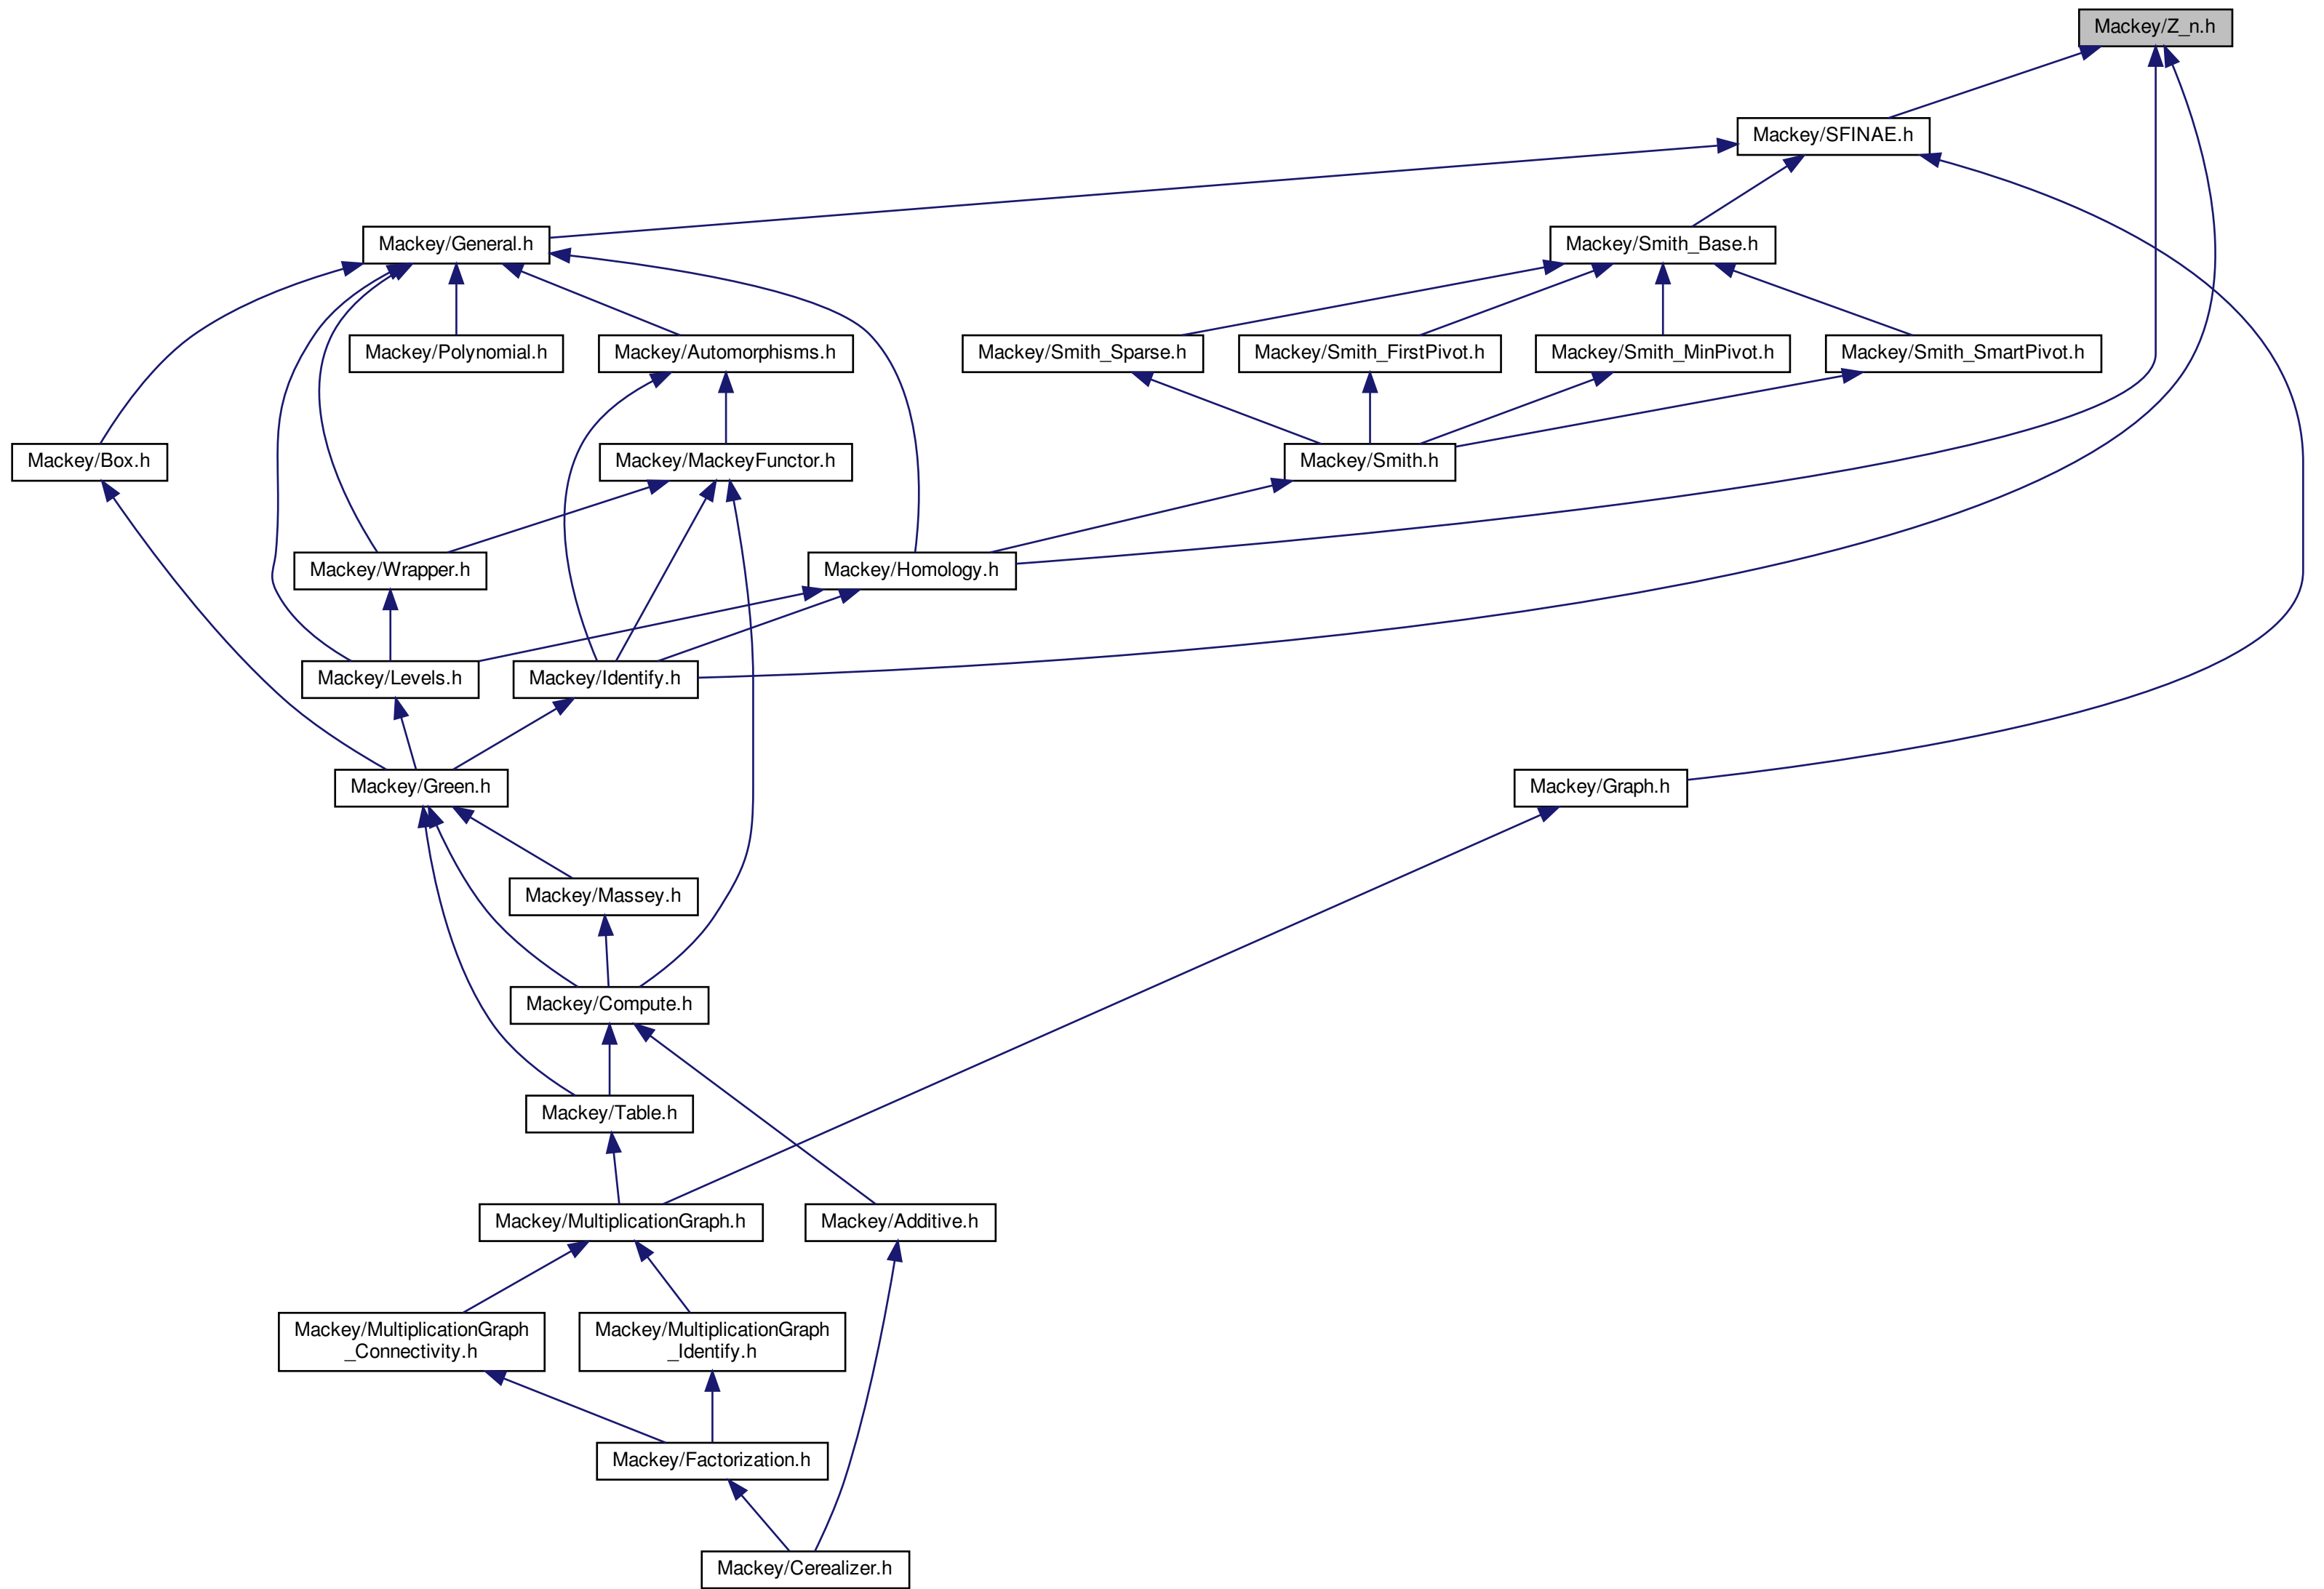 Mackey/Z_n.h
Mackey/SFINAE.h
Mackey/General.h
Mackey/Smith_Base.h
Mackey/Polynomial.h
Mackey/Automorphisms.h
Mackey/Smith_Sparse.h
Mackey/Smith_FirstPivot.h
Mackey/Smith_MinPivot.h
Mackey/Smith_SmartPivot.h
Mackey/Box.h
Mackey/MackeyFunctor.h
Mackey/Smith.h
Mackey/Wrapper.h
Mackey/Homology.h
Mackey/Levels.h
Mackey/Identify.h
Mackey/Green.h
Mackey/Graph.h
Mackey/Massey.h
Mackey/Compute.h
Mackey/Table.h
Mackey/MultiplicationGraph.h
Mackey/Additive.h
Mackey/MultiplicationGraph
_Connectivity.h
Mackey/MultiplicationGraph
_Identify.h
Mackey/Factorization.h
Mackey/Cerealizer.h